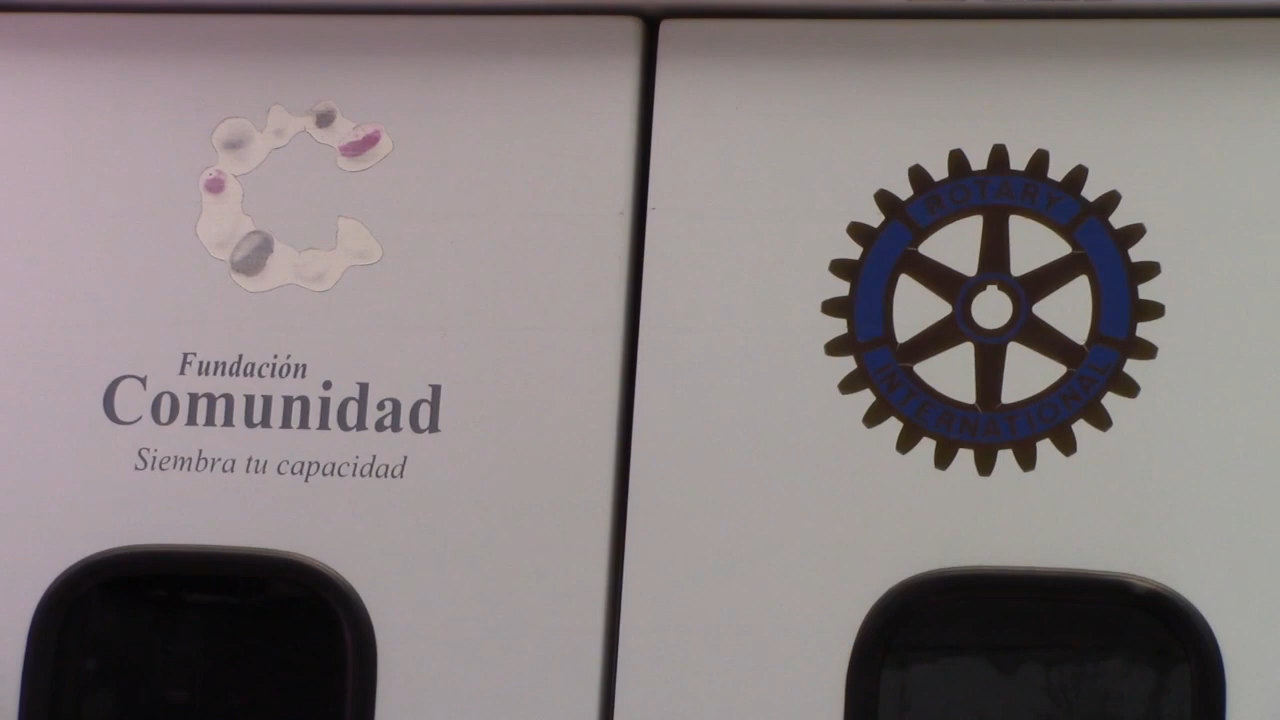 Fundación
Comunidad
Siembra tu capacidad
ROTARY
INTERNATIONAL